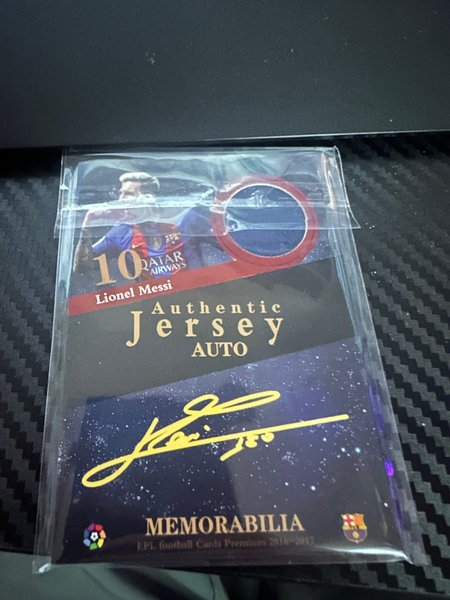 10
QATAR
AIRWAYS
Lionel Messi
Authentic
Jersey
AUTO
MEMORABILIA
EPL football Cards Premium 2016-2017